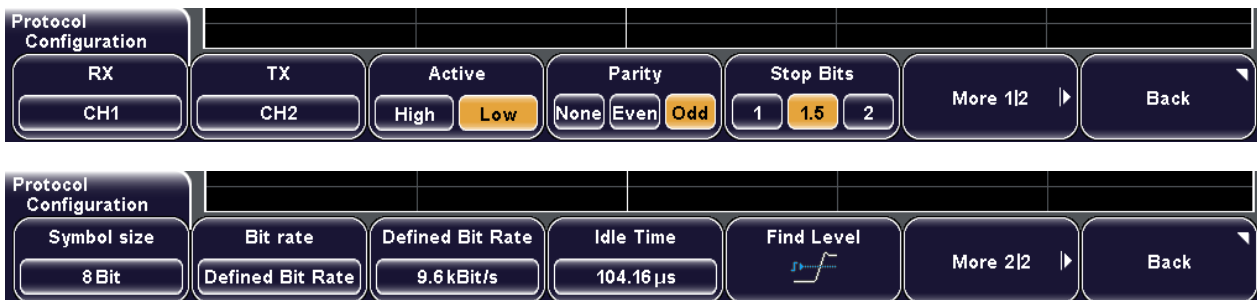 Protocol
Configuration
RX TX Active Parity Stop Bits
CH1 CH2 High Low None Even Odd 1 1.5 2 More 1|2 Back
Protocol
Configuration
Symbol size Bit rate Defined Bit Rate Idle Time Find Level
8 Bit Defined Bit Rate 9.6 kBit/s 104.16 µs More 2|2 Back